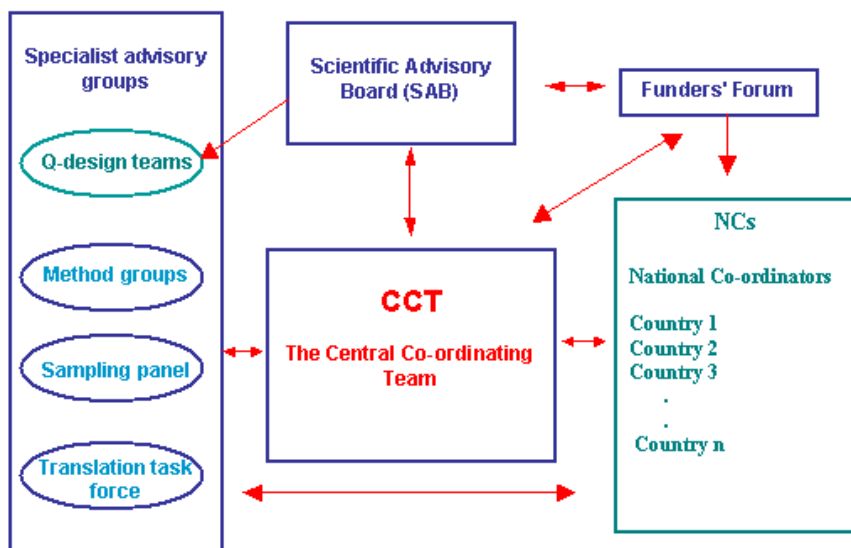 Specialist advisory
groups
Q-design teams
Method groups
Sampling panel
Translation task
force
Scientific Advisory
Board (SAB)
Funders' Forum
CCT
The Central Co-ordinating
Team
NCs
National Co-ordinators
Country 1
Country 2
Country 3
.
.
Country n